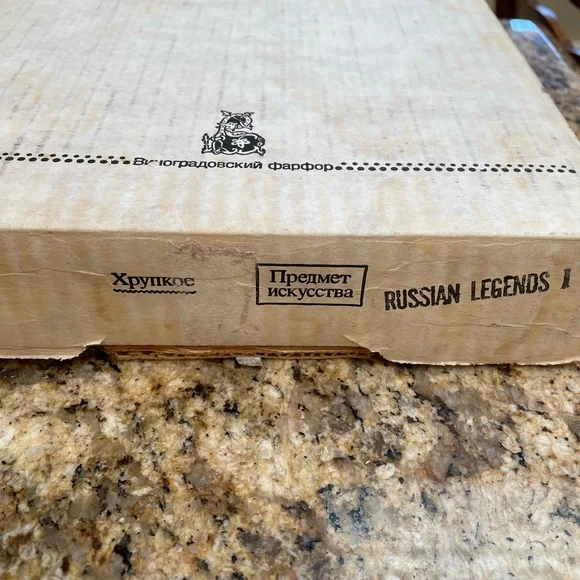 Виноградовский фарфор
Хрупкое
Предмет
искусства
RUSSIAN LEGENDS I